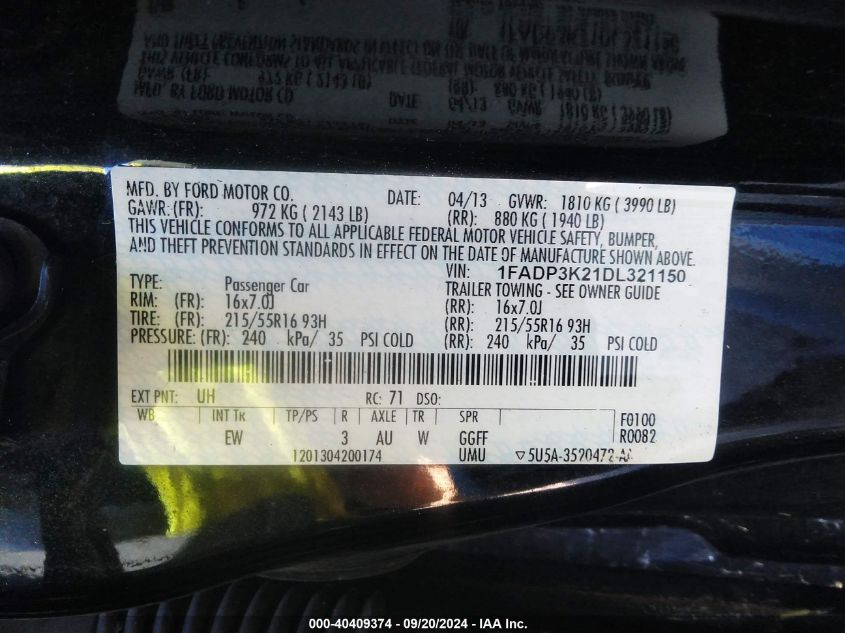 MFD. BY FORD MOTOR CO. DATE: 04/13 GVWR: 1810 KG ( 3990 LB)
GAWR: (FR): 972 KG ( 2143 LB) (RR): 880 KG ( 1940 LB)
THIS VEHICLE CONFORMS TO ALL APPLICABLE FEDERAL MOTOR VEHICLE SAFETY, BUMPER,
AND THEFT PREVENTION STANDARDS IN EFFECT ON THE DATE OF MANUFACTURE SHOWN ABOVE.
VIN: 1FADP3K21DL321150
TYPE: Passenger Car TRAILER TOWING - SEE OWNER GUIDE
RIM: (FR): 16x7.0J (RR): 16x7.0J
TIRE: (FR): 215/55R16 93H (RR): 215/55R16 93H
PRESSURE: (FR): 240 kPa/ 35 PSI COLD (RR): 240 kPa/ 35 PSI COLD
EXT PNT: UH RC: 71 DSO:
WB INT TR TP/PS R AXLE TR SPR F0100
EW 3 AU W GGFF R0082
1201304200174 UMU ▽5U5A-3520472-AA
000-40409374 - 09/20/2024 - IAA Inc.